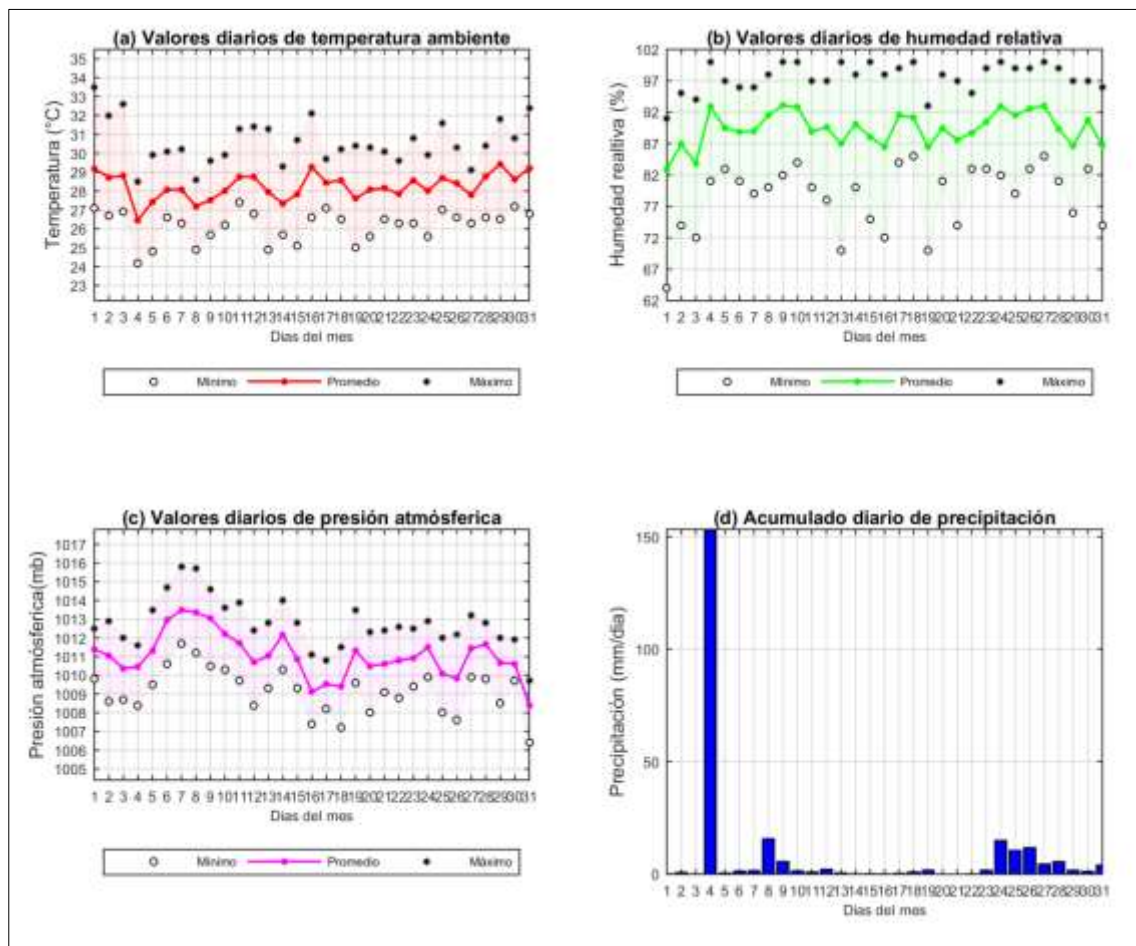 (a) Valores diarios de temperatura ambiente
35
34
33
32
31
30
29
28
27
26
25
24
23
Temperatura (°C)
1 2 3 4 5 6 7 8 9 10 11 12 13 14 15 16 17 18 19 20 21 22 23 24 25 26 27 28 29 30 31
Dias del mes
Minimo Promedio Máximo
(b) Valores diarios de humedad relativa
102
97
92
87
82
77
72
67
62
Humedad realtiva (%)
1 2 3 4 5 6 7 8 9 10 11 12 13 14 15 16 17 18 19 20 21 22 23 24 25 26 27 28 29 30 31
Dias del mes
Minimo Promedio Máximo
(c) Valores diarios de presión atmósferica
1017
1016
1015
1014
1013
1012
1011
1010
1009
1008
1007
1006
1005
Presión atmósferica(mb)
1 2 3 4 5 6 7 8 9 10 11 12 13 14 15 16 17 18 19 20 21 22 23 24 25 26 27 28 29 30 31
Dias del mes
Minimo Promedio Máximo
(d) Acumulado diario de precipitación
150
100
50
0
Precipitación (mm/dia)
1 2 3 4 5 6 7 8 9 10 11 12 13 14 15 16 17 18 19 20 21 22 23 24 25 26 27 28 29 30 31
Dias del mes